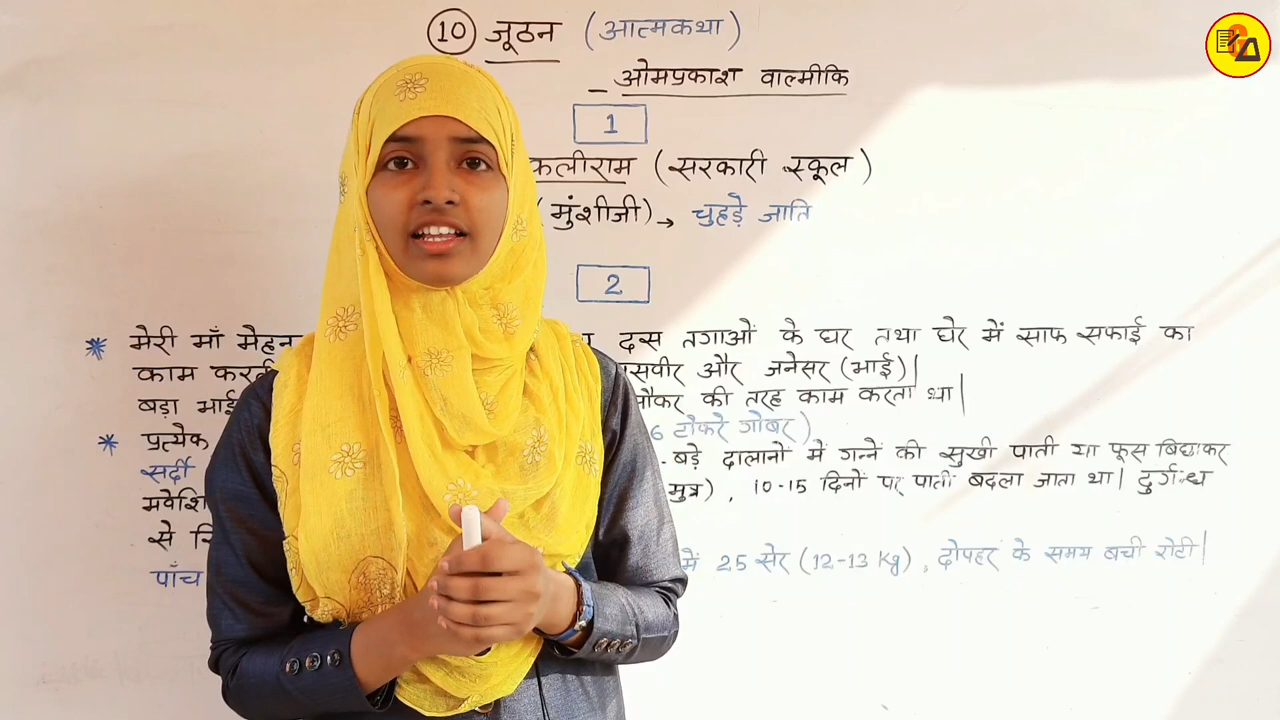 10 जूठन (आत्मकथा)
- ओमप्रकाश वाल्मीकि
1
कलीराम (सरकारी स्कूल)
(मुंशीजी) → चुहड़े जाति
2
* मेरी माँ मेहन दस तगाओं के घर तथा घेर में साफ सफाई का
काम करती सवीर और जनेसर (भाई)|
बड़ा भाई नौकर की तरह काम करता था|
* प्रत्येक 6 टोकरे गोबर)
सर्दी बड़े दालानों में गन्नें की सुखी पाती या फूस बिछाकर
मवेशि मुत्र), 10-15 दिनों पर पाती बदला जाता था| दुर्गन्ध
से
पाँच में 25 सेर (12-13 Kg), दोपहर के समय बची रोटी|